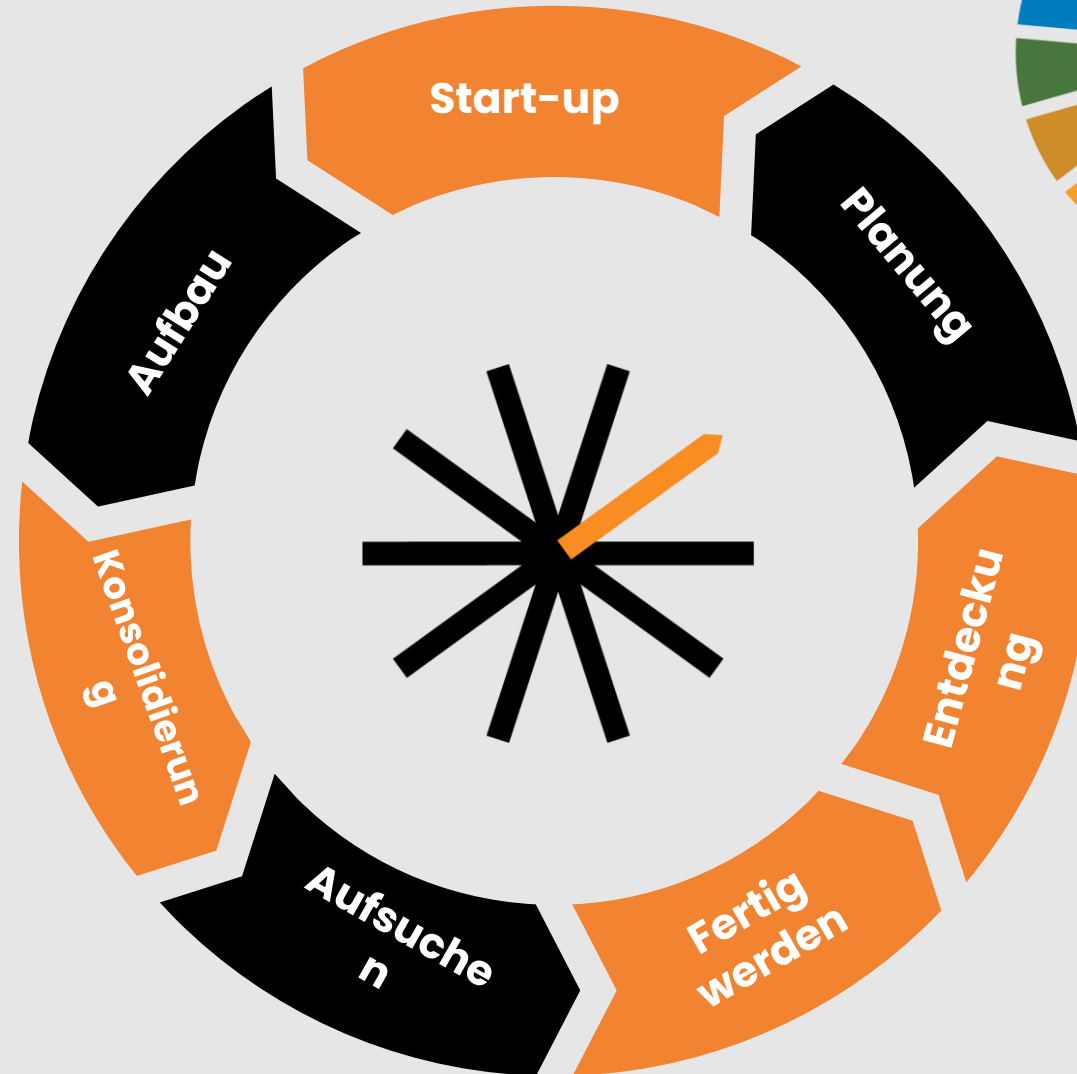 Start-up
Planung
Entdecku
ng
Fertig
werden
Aufsuche
n
Konsolidierun
g
Aufbau